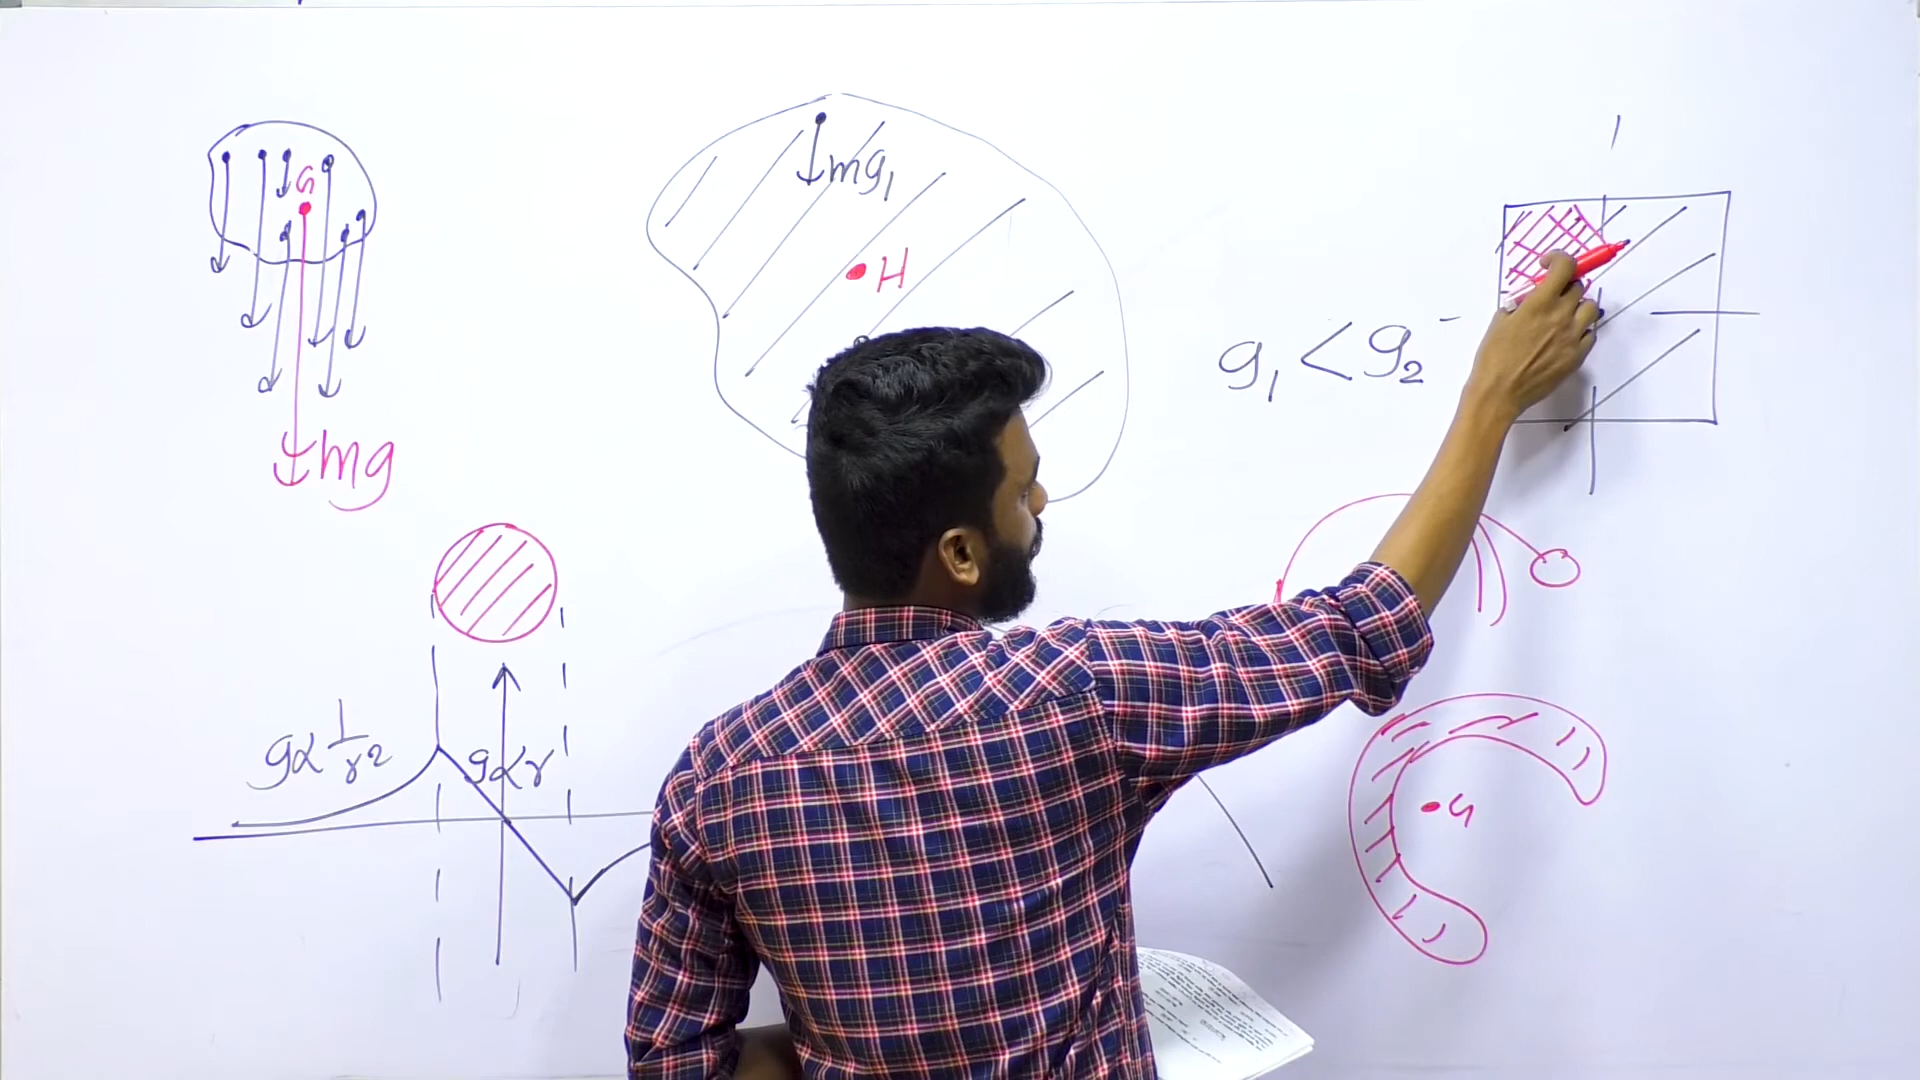 G
mg
mg₁
H
g₁ < g₂
g∝1/r²
g∝r
G